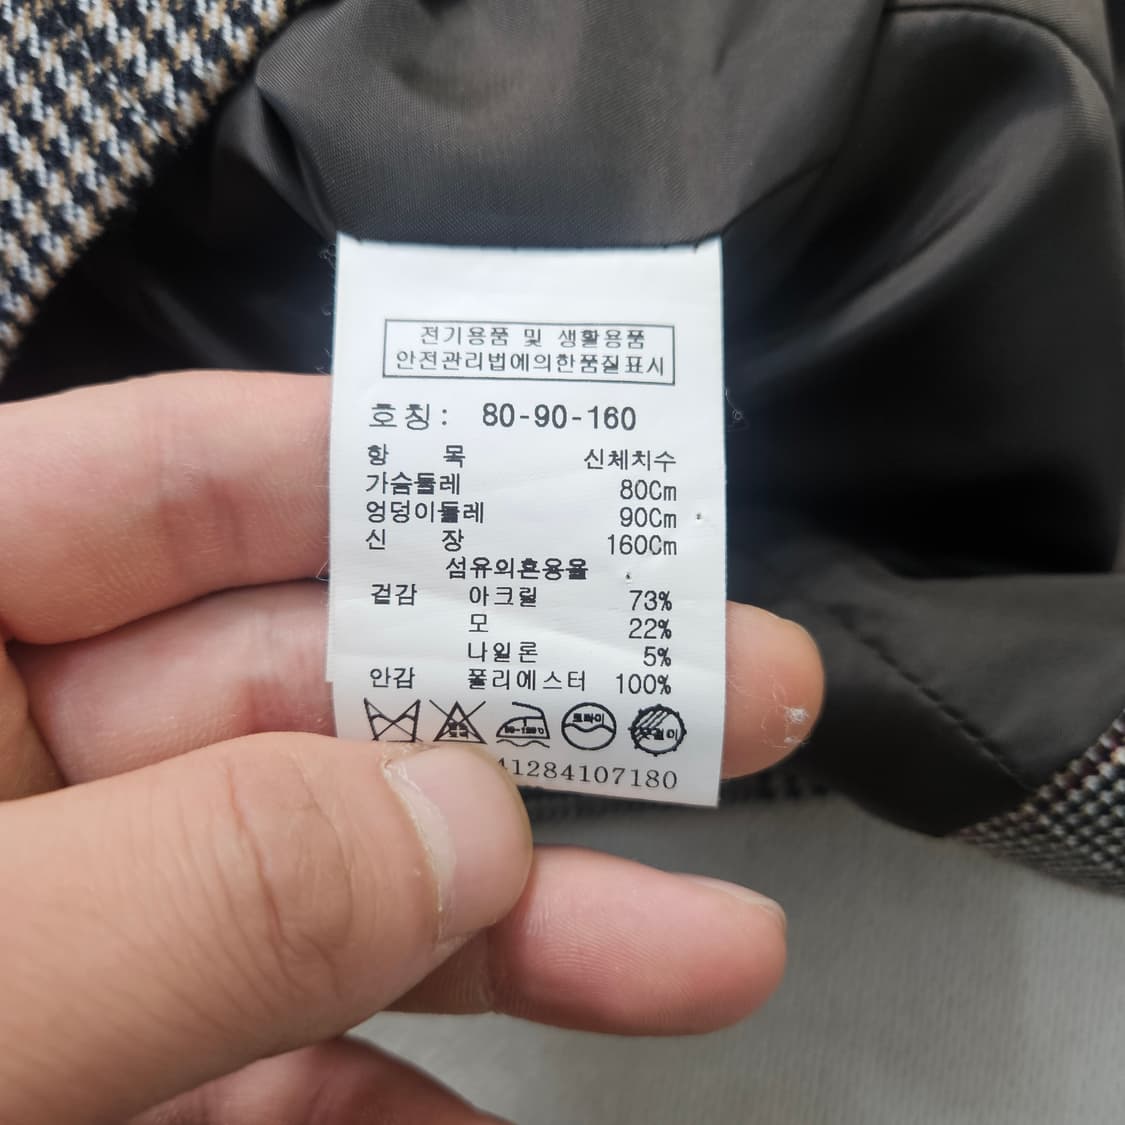 전기용품 및 생활용품
안전관리법에의한품질표시
호칭: 80-90-160
항 목 신체치수
가슴둘레 80Cm
엉덩이둘레 90Cm
신 장 160Cm
섬유의혼용율
겉감 아크릴 73%
모 22%
나일론 5%
안감 폴리에스터 100%
드라이
41284107180